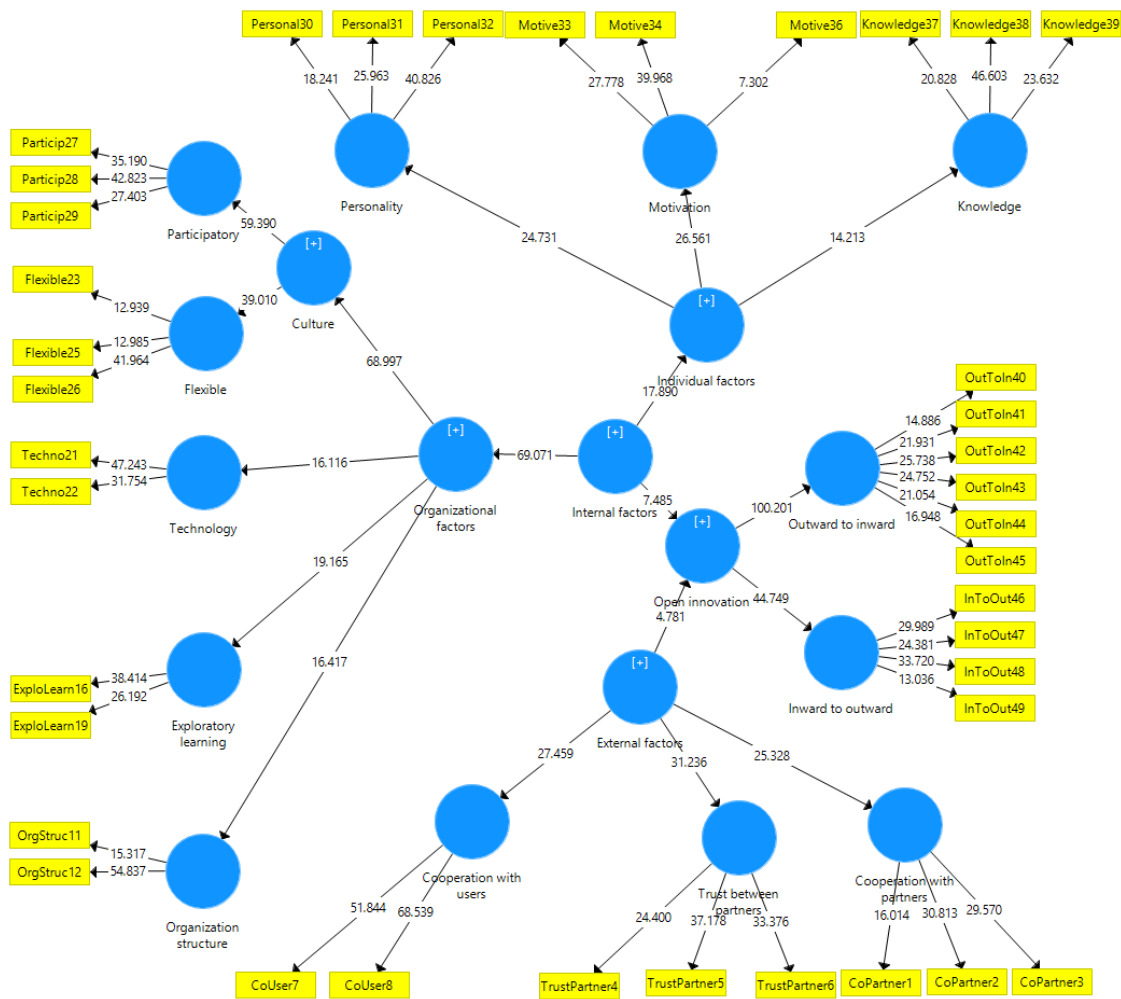 Personal30
Personal31
Personal32
Motive33
Motive34
Motive36
Knowledge37
Knowledge38
Knowledge39
18.241
25.963
40.826
27.778
39.968
7.302
20.828
46.603
23.632
Personality
Motivation
Knowledge
Particip27
Particip28
Particip29
35.190
42.823
27.403
Participatory
59.390
[+]
Culture
39.010
Flexible23
Flexible25
Flexible26
12.939
12.985
41.964
Flexible
24.731
26.561
14.213
[+]
Individual factors
68.997
17.890
[+]
Organizational
factors
69.071
[+]
Internal factors
7.485
Techno21
Techno22
47.243
31.754
Technology
16.116
19.165
16.417
[+]
Open innovation
100.201
44.749
4.781
Outward to inward
14.886
21.931
25.738
24.752
21.054
16.948
OutToIn40
OutToIn41
OutToIn42
OutToIn43
OutToIn44
OutToIn45
Inward to outward
29.989
24.381
33.720
13.036
InToOut46
InToOut47
InToOut48
InToOut49
ExploLearn16
ExploLearn19
38.414
26.192
Exploratory
learning
[+]
External factors
27.459
31.236
25.328
OrgStruc11
OrgStruc12
15.317
54.837
Organization
structure
Cooperation with
users
51.844
68.539
CoUser7
CoUser8
Trust between
partners
24.400
37.178
33.376
TrustPartner4
TrustPartner5
TrustPartner6
Cooperation with
partners
16.014
30.813
29.570
CoPartner1
CoPartner2
CoPartner3